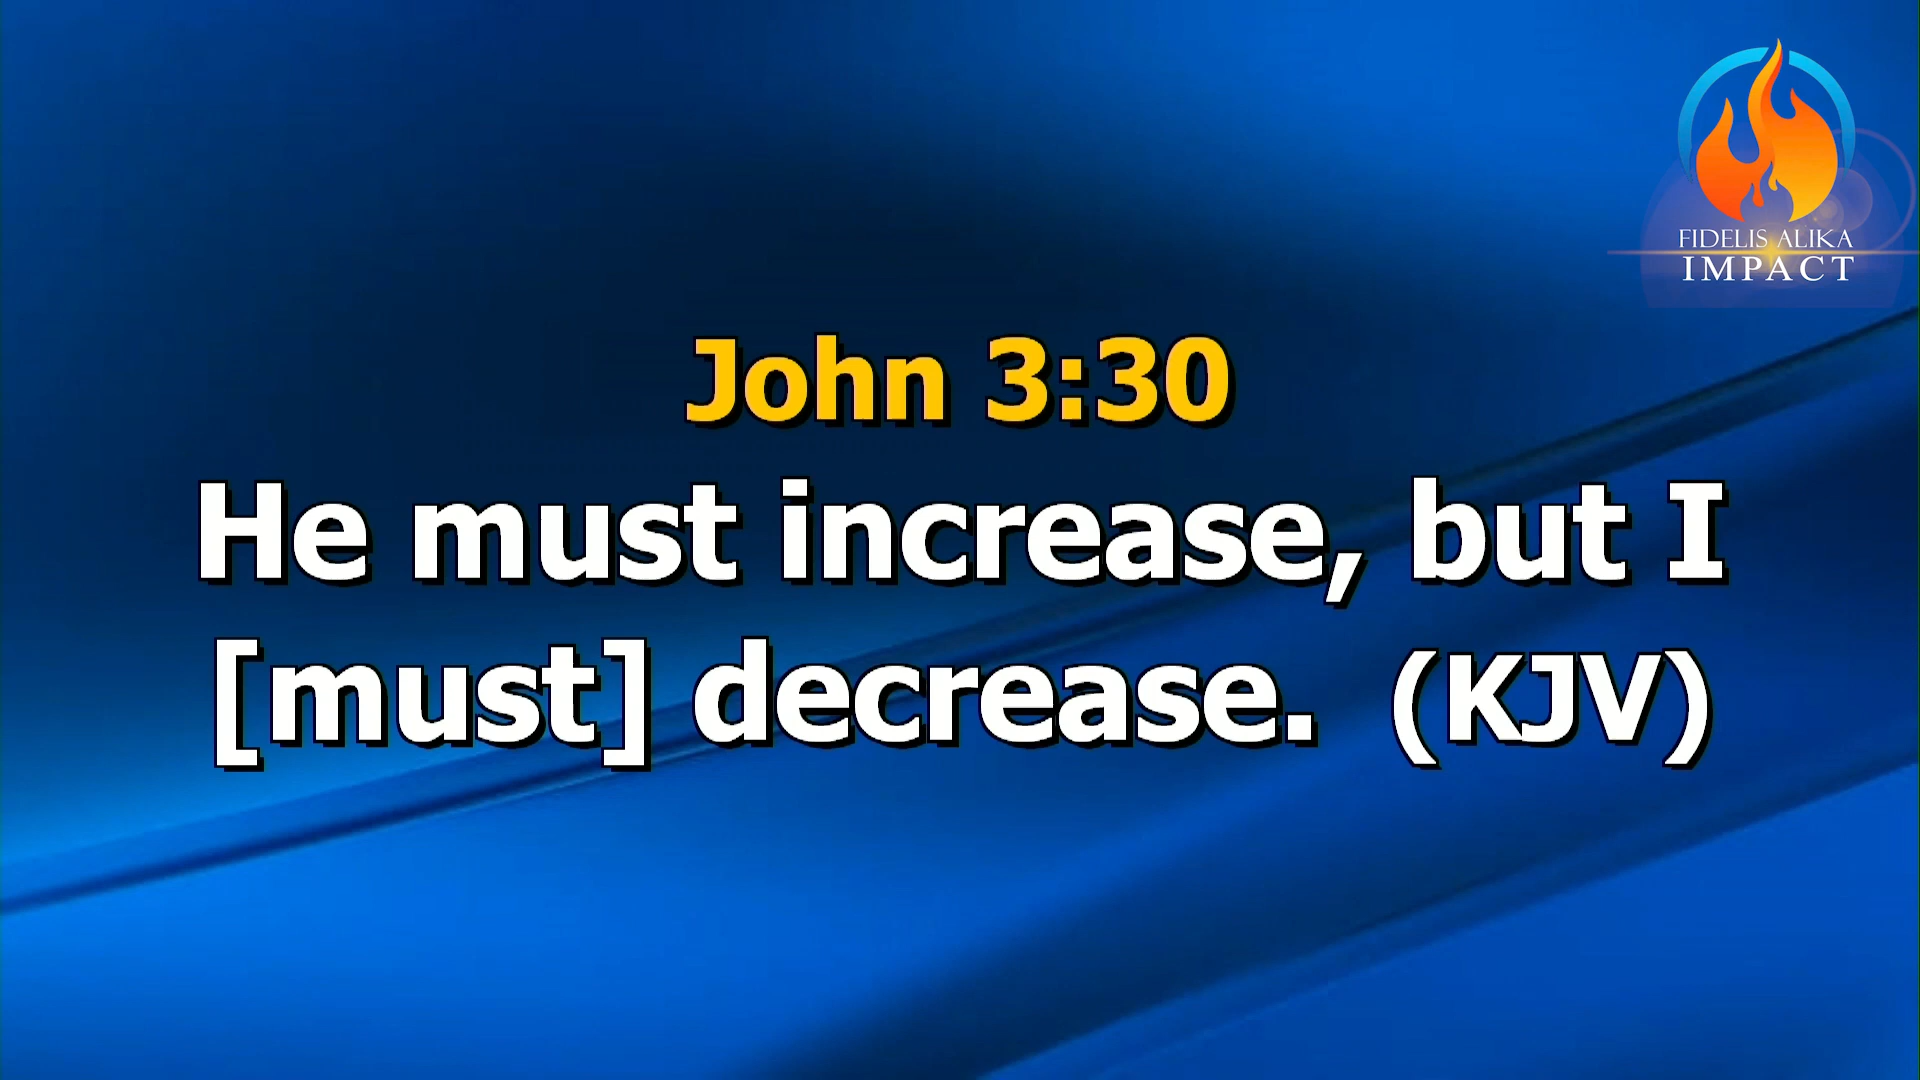 FIDELIS ALIKA
IMPACT
John 3:30
He must increase, but I
[must] decrease.  (KJV)